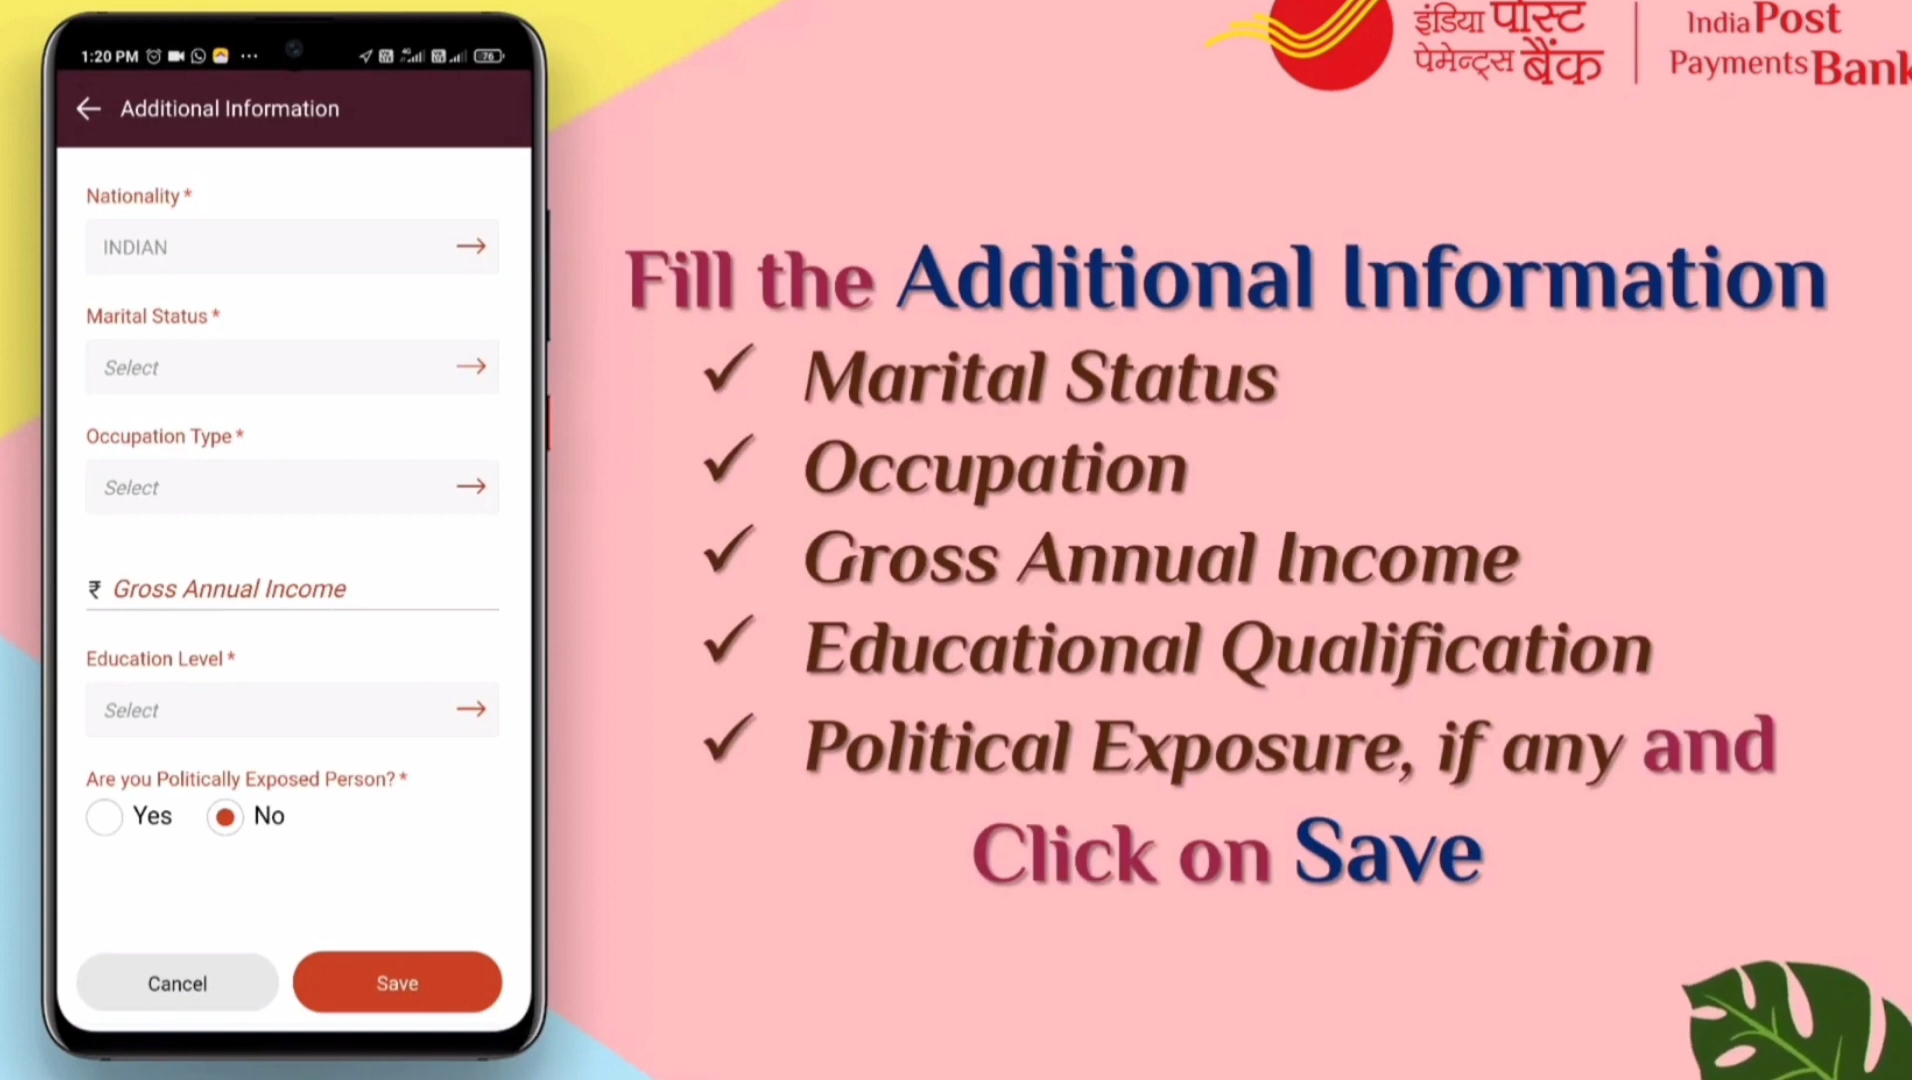 1:20 PM
76
Additional Information
Nationality *
INDIAN
Marital Status *
Select
Occupation Type *
Select
₹ Gross Annual Income
Education Level *
Select
Are you Politically Exposed Person? *
Yes No
Cancel Save
इंडिया पोस्ट
पेमेन्ट्स बैंक
India Post
Payments Bank
Fill the Additional Information
✓ Marital Status
✓ Occupation
✓ Gross Annual Income
✓ Educational Qualification
✓ Political Exposure, if any and
Click on Save